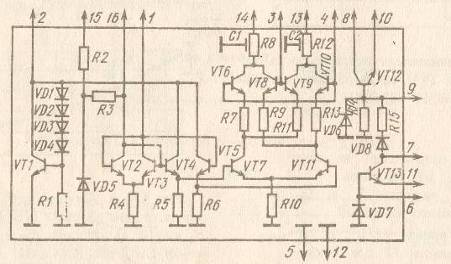 2 15 16 1 14 3 13 4 8 10
C1 R8 C2 R12
R2
VT6 VT8 VT9 VT10 VT12
VD1
VD2
VD3
VD4
R3
R7 R9 R11 R13
VD6 VD8 R15
9
VT1 VT2 VT3 VT4 VT5 VT7 VT11 VT13
7
11
6
R1 VD5 R4 R5 R6 R10 VD7
5 12